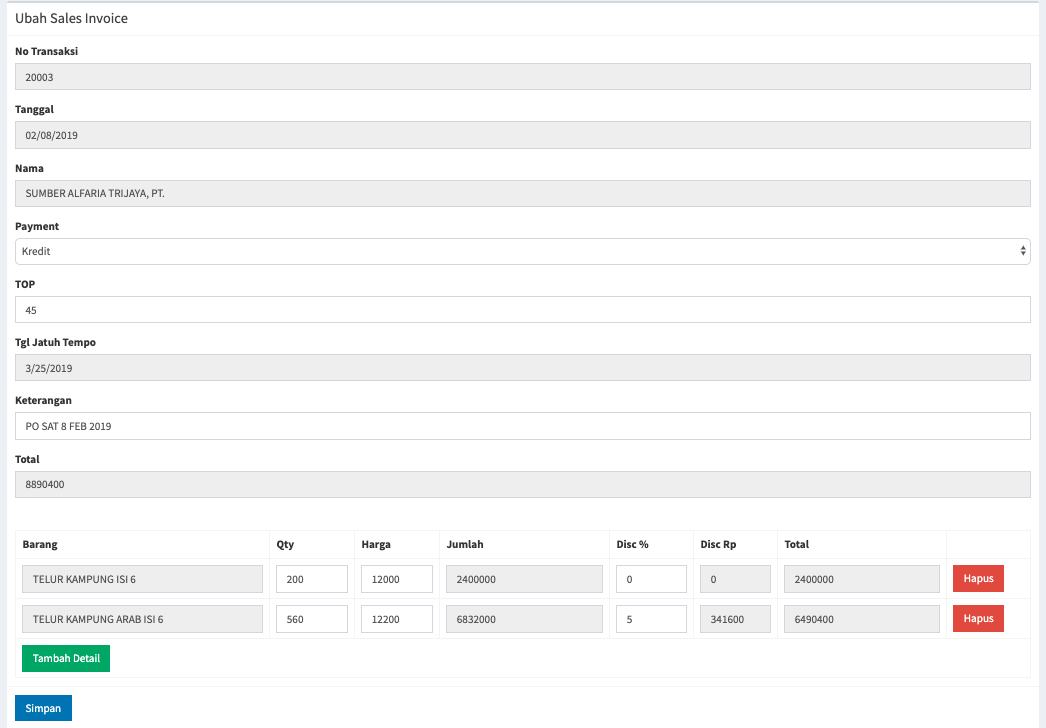 Ubah Sales Invoice
No Transaksi
20003
Tanggal
02/08/2019
Nama
SUMBER ALFARIA TRIJAYA, PT.
Payment
Kredit
TOP
45
Tgl Jatuh Tempo
3/25/2019
Keterangan
PO SAT 8 FEB 2019
Total
8890400
Barang Qty Harga Jumlah Disc % Disc Rp Total
TELUR KAMPUNG ISI 6 200 12000 2400000 0 0 2400000 Hapus
TELUR KAMPUNG ARAB ISI 6 560 12200 6832000 5 341600 6490400 Hapus
Tambah Detail
Simpan